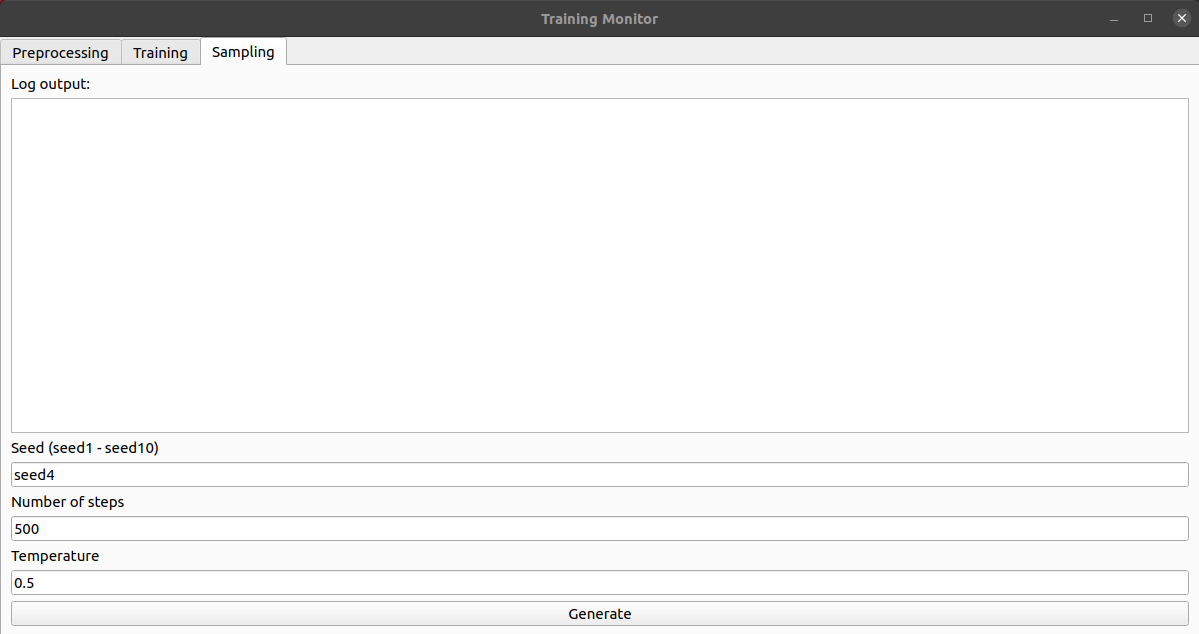 Training Monitor
Preprocessing Training Sampling
Log output:
Seed (seed1 - seed10)
seed4
Number of steps
500
Temperature
0.5
Generate